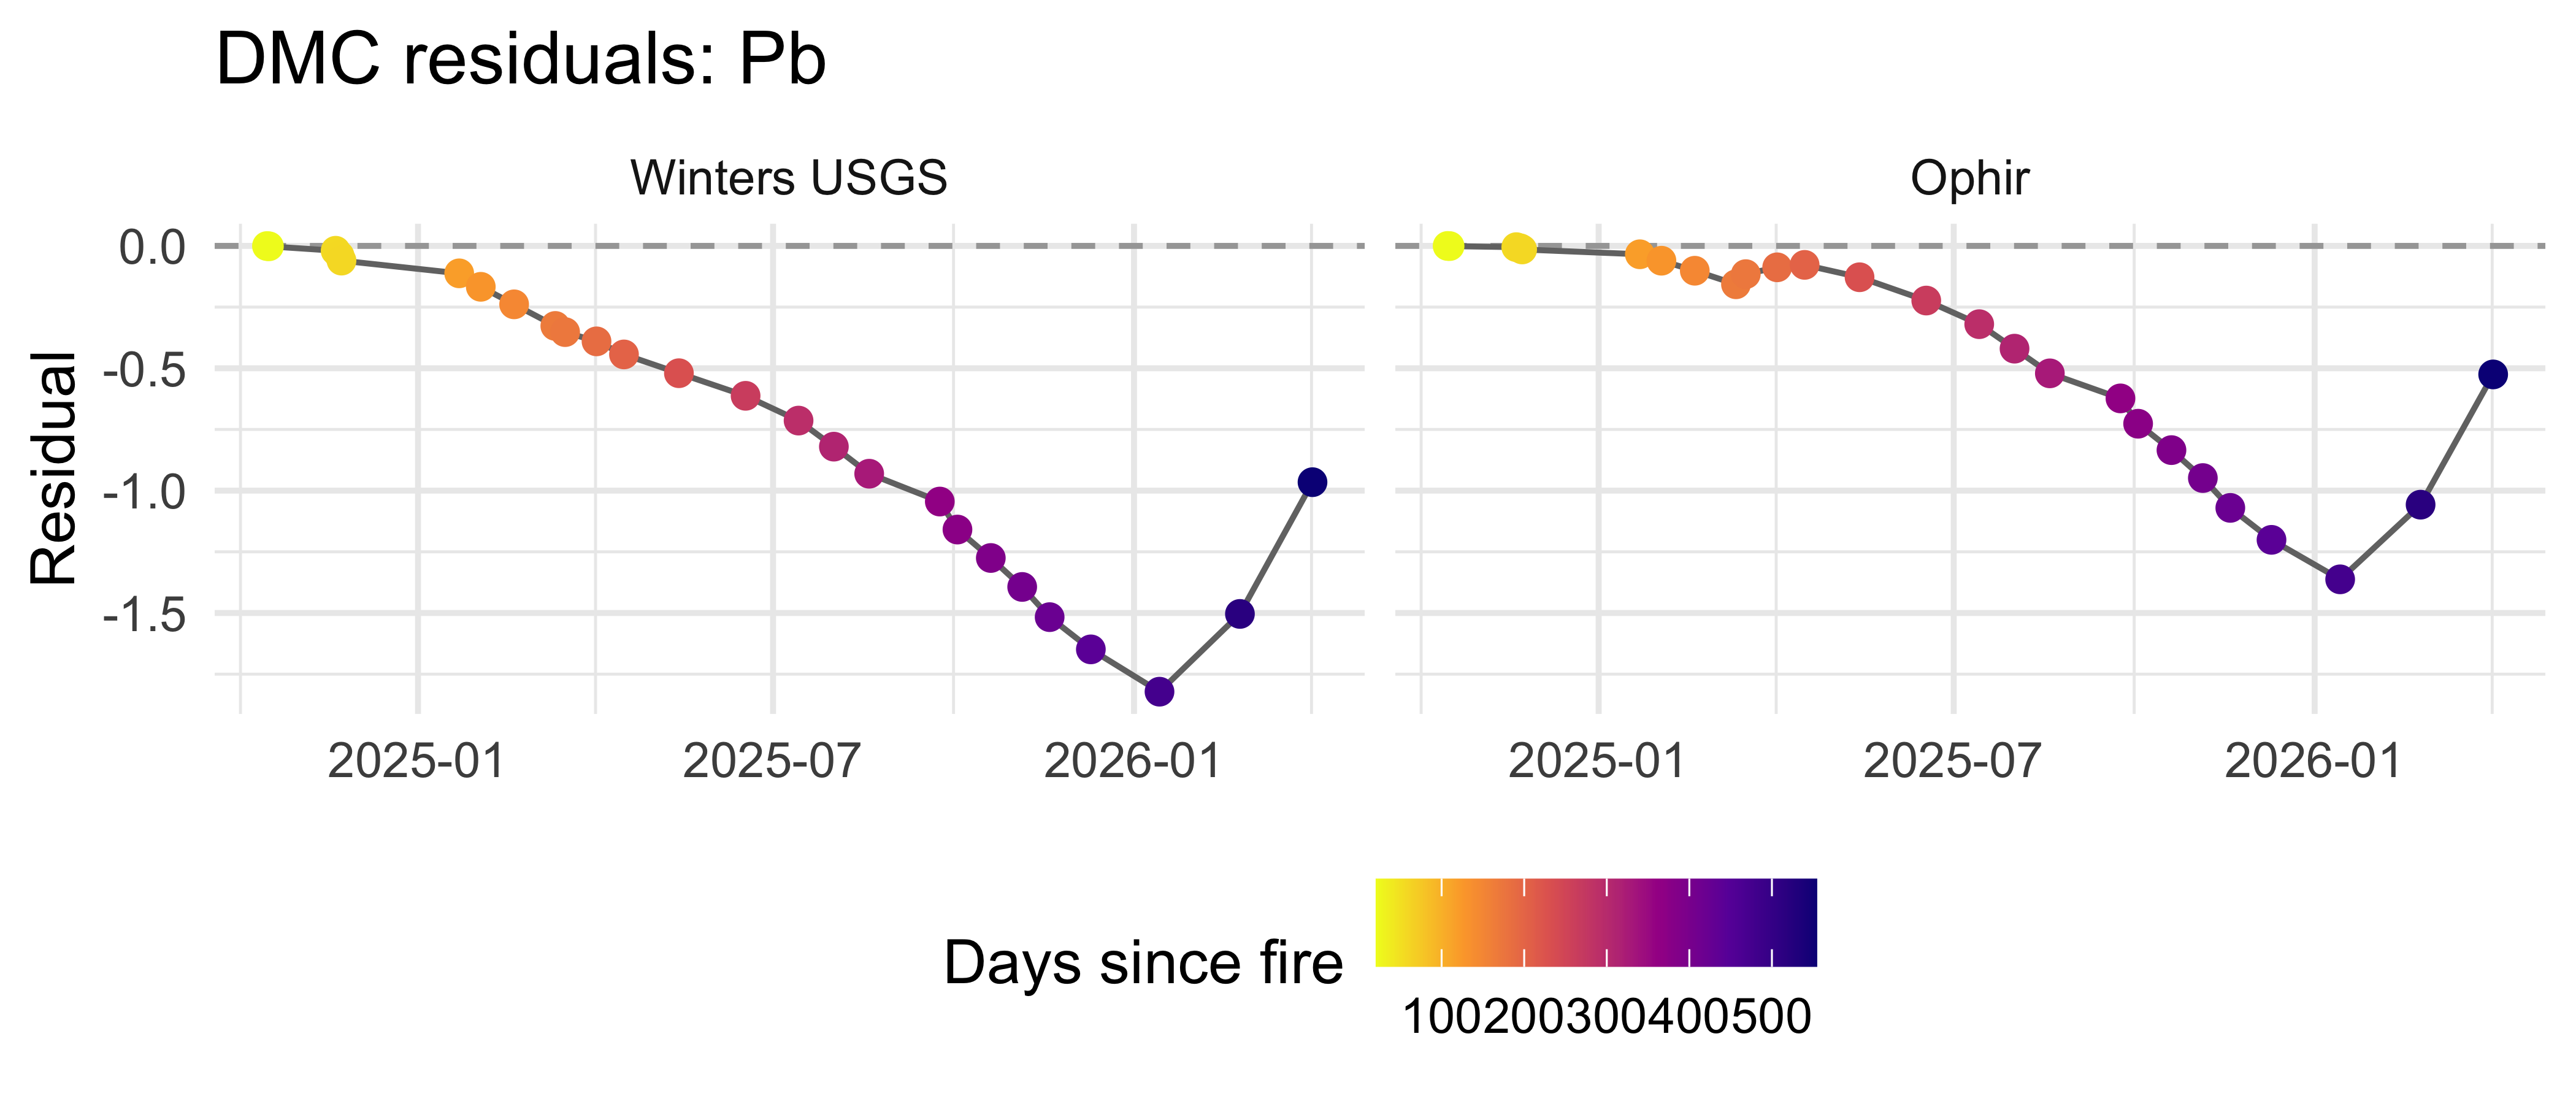 DMC residuals: Pb
Winters USGS Ophir
Residual
0.0
-0.5
-1.0
-1.5
2025-01 2025-07 2026-01 2025-01 2025-07 2026-01
Days since fire
100200300400500